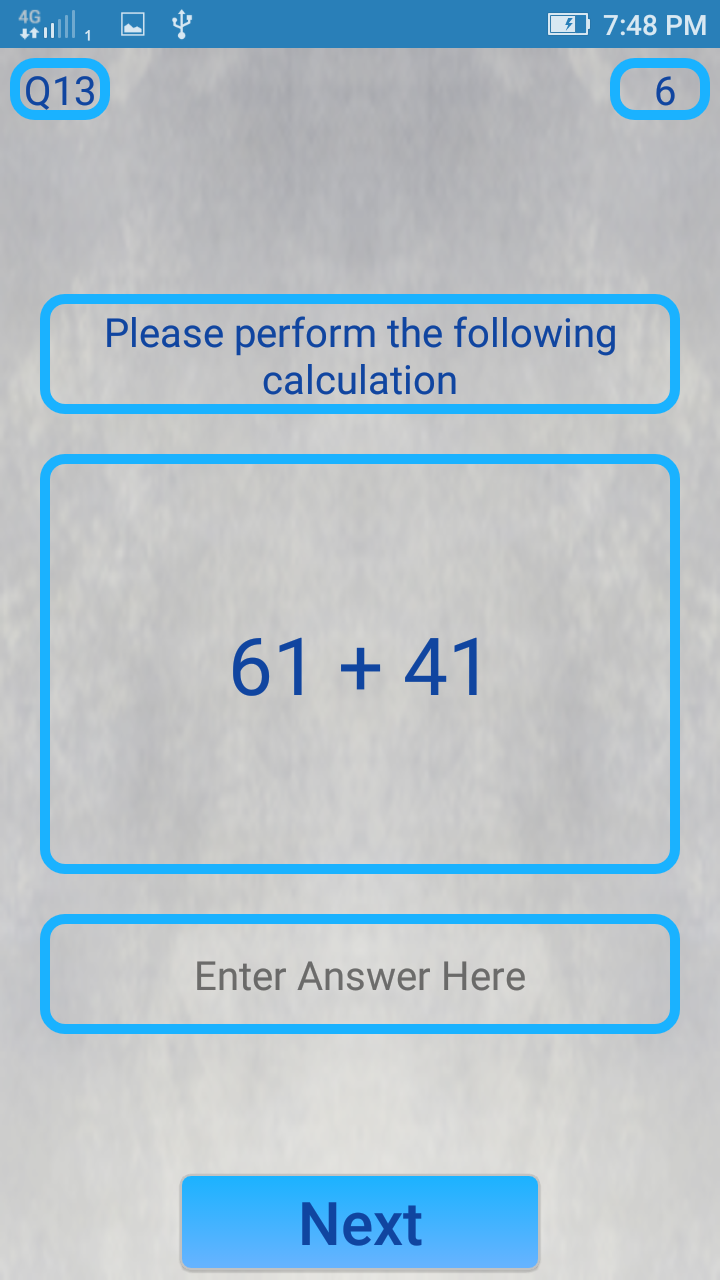 4G 1 7:48 PM
Q13 6
Please perform the following
calculation
61 + 41
Enter Answer Here
Next